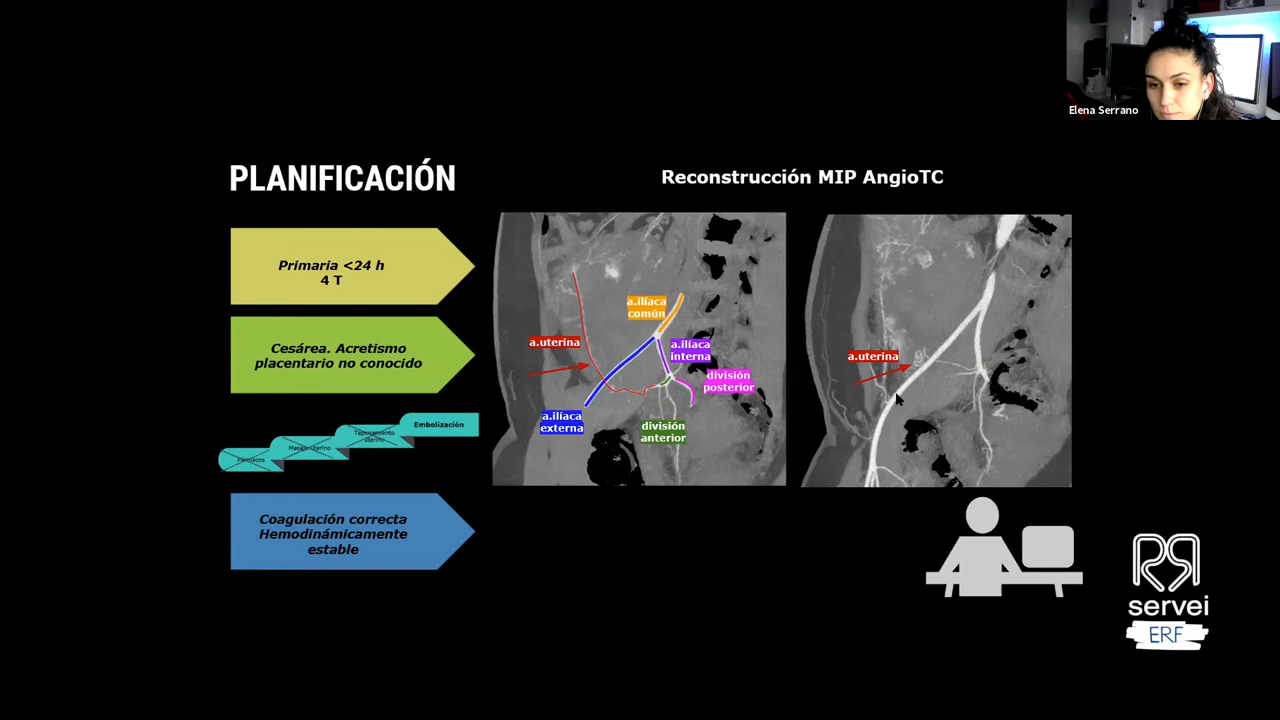 Elena Serrano
PLANIFICACIÓN
Reconstrucción MIP AngioTC
Primaria <24 h
4 T
Cesárea. Acretismo
placentario no conocido
Fármacos
Masaje uterino
Taponamiento
uterino
Embolización
Coagulación correcta
Hemodinámicamente
estable
a.ilíaca
común
a.uterina
a.ilíaca
interna
división
posterior
a.ilíaca
externa
división
anterior
a.uterina
servei
ERF